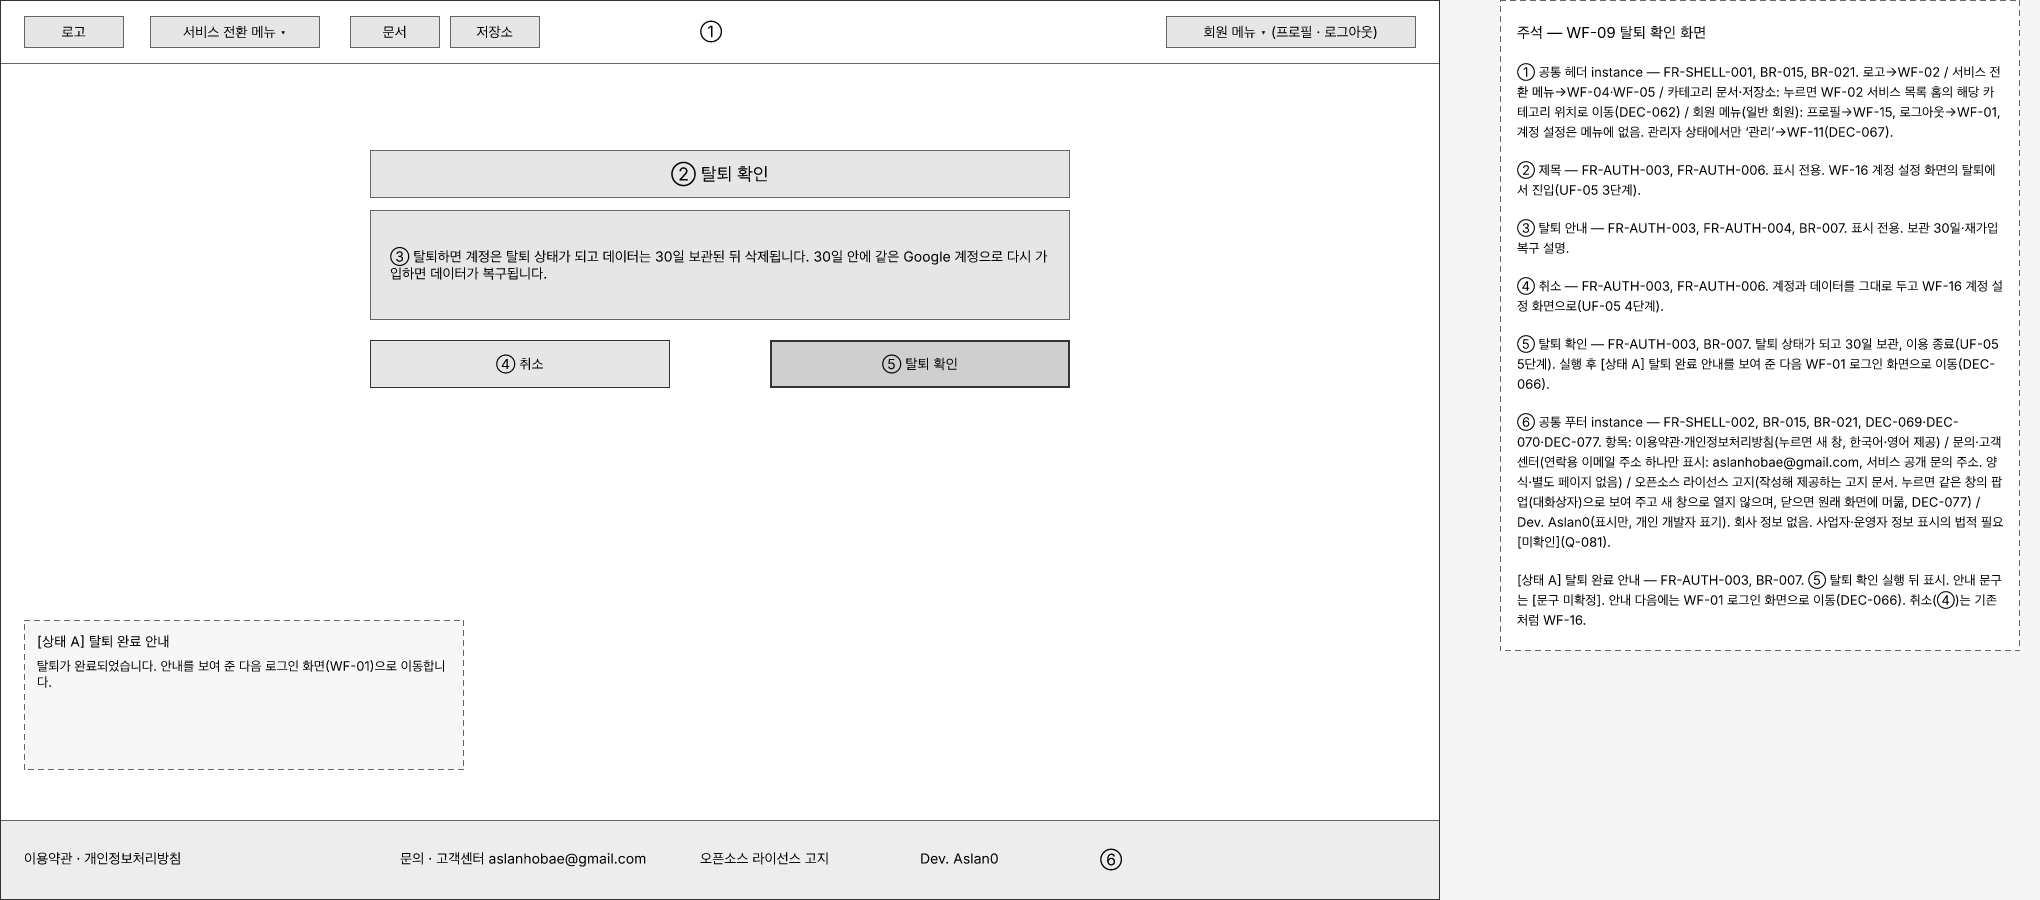 로고
서비스 전환 메뉴 ▾
문서
저장소
①
회원 메뉴 ▾ (프로필 · 로그아웃)
② 탈퇴 확인
③ 탈퇴하면 계정은 탈퇴 상태가 되고 데이터는 30일 보관된 뒤 삭제됩니다. 30일 안에 같은 Google 계정으로 다시 가
입하면 데이터가 복구됩니다.
④ 취소
⑤ 탈퇴 확인
[상태 A] 탈퇴 완료 안내
탈퇴가 완료되었습니다. 안내를 보여 준 다음 로그인 화면(WF-01)으로 이동합니
다.
이용약관 · 개인정보처리방침
문의 · 고객센터 aslanhobae@gmail.com
오픈소스 라이선스 고지
Dev. Aslan0
⑥
주석 — WF-09 탈퇴 확인 화면
① 공통 헤더 instance — FR-SHELL-001, BR-015, BR-021. 로고→WF-02 / 서비스 전
환 메뉴→WF-04·WF-05 / 카테고리 문서·저장소: 누르면 WF-02 서비스 목록 홈의 해당 카
테고리 위치로 이동(DEC-062) / 회원 메뉴(일반 회원): 프로필→WF-15, 로그아웃→WF-01,
계정 설정은 메뉴에 없음. 관리자 상태에서만 ‘관리’→WF-11(DEC-067).
② 제목 — FR-AUTH-003, FR-AUTH-006. 표시 전용. WF-16 계정 설정 화면의 탈퇴에
서 진입(UF-05 3단계).
③ 탈퇴 안내 — FR-AUTH-003, FR-AUTH-004, BR-007. 표시 전용. 보관 30일·재가입
복구 설명.
④ 취소 — FR-AUTH-003, FR-AUTH-006. 계정과 데이터를 그대로 두고 WF-16 계정 설
정 화면으로(UF-05 4단계).
⑤ 탈퇴 확인 — FR-AUTH-003, BR-007. 탈퇴 상태가 되고 30일 보관, 이용 종료(UF-05
5단계). 실행 후 [상태 A] 탈퇴 완료 안내를 보여 준 다음 WF-01 로그인 화면으로 이동(DEC-
066).
⑥ 공통 푸터 instance — FR-SHELL-002, BR-015, BR-021, DEC-069·DEC-
070·DEC-077. 항목: 이용약관·개인정보처리방침(누르면 새 창, 한국어·영어 제공) / 문의·고객
센터(연락용 이메일 주소 하나만 표시: aslanhobae@gmail.com, 서비스 공개 문의 주소. 양
식·별도 페이지 없음) / 오픈소스 라이선스 고지(작성해 제공하는 고지 문서. 누르면 같은 창의 팝
업(대화상자)으로 보여 주고 새 창으로 열지 않으며, 닫으면 원래 화면에 머묾, DEC-077) /
Dev. Aslan0(표시만, 개인 개발자 표기). 회사 정보 없음. 사업자·운영자 정보 표시의 법적 필요
[미확인](Q-081).
[상태 A] 탈퇴 완료 안내 — FR-AUTH-003, BR-007. ⑤ 탈퇴 확인 실행 뒤 표시. 안내 문구
는 [문구 미확정]. 안내 다음에는 WF-01 로그인 화면으로 이동(DEC-066). 취소(④)는 기존
처럼 WF-16.